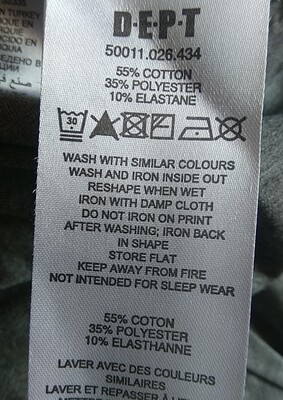 D·E·P·T
50011.026.434
55% COTTON
35% POLYESTER
10% ELASTANE
30
WASH WITH SIMILAR COLOURS
WASH AND IRON INSIDE OUT
RESHAPE WHEN WET
IRON WITH DAMP CLOTH
DO NOT IRON ON PRINT
AFTER WASHING; IRON BACK
IN SHAPE
STORE FLAT
KEEP AWAY FROM FIRE
NOT INTENDED FOR SLEEP WEAR
55% COTON
35% POLYESTER
10% ELASTHANNE
LAVER AVEC DES COULEURS
SIMILAIRES
LAVER ET REPASSER À L'EN